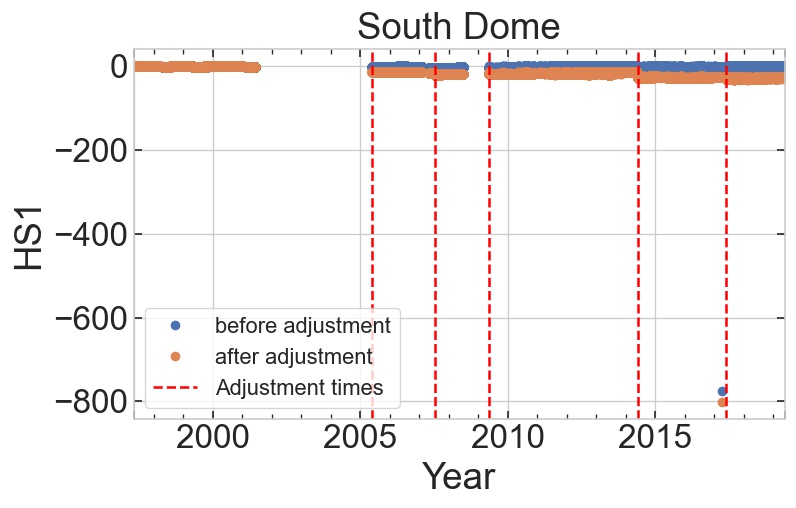 South Dome
0
−200
−400
−600
−800
HS1
before adjustment
after adjustment
Adjustment times
2000 2005 2010 2015
Year